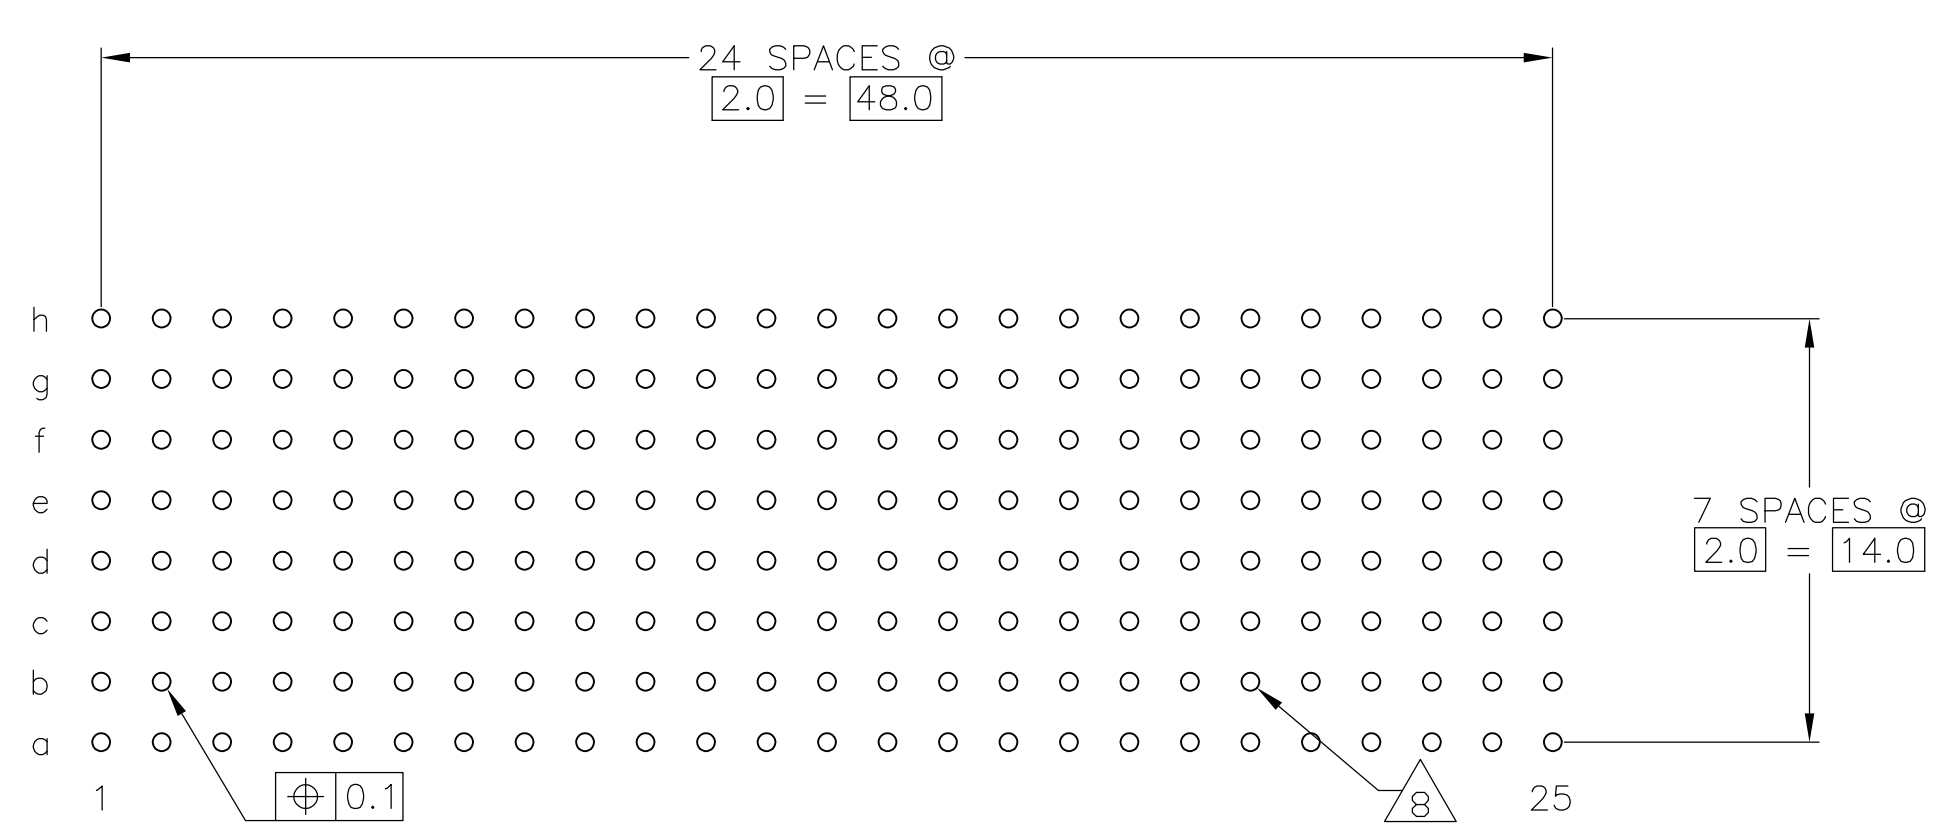 24 SPACES @
2.0 = 48.0
h
g
f
e
7 SPACES @
2.0 = 14.0
d
c
b
a
1
⌖ 0.1
8
25